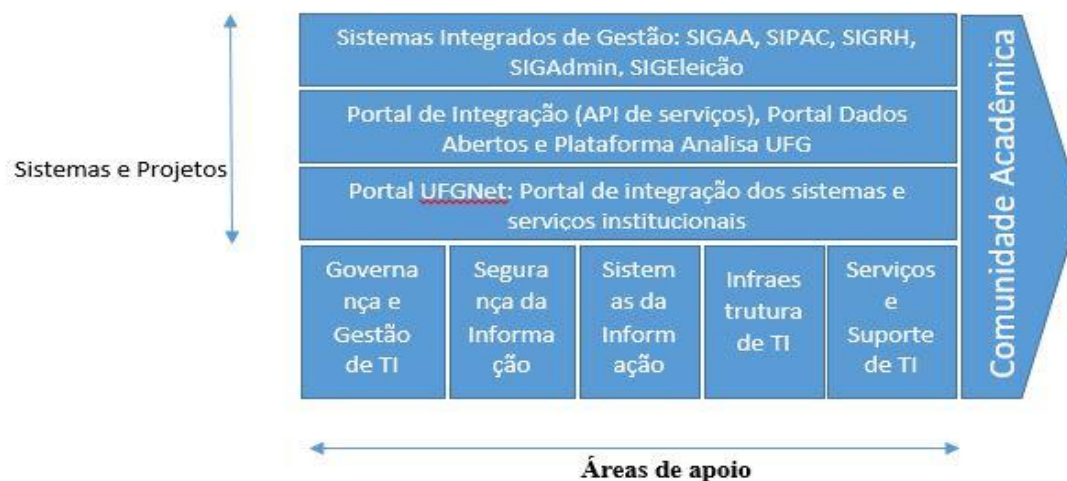 Sistemas Integrados de Gestão: SIGAA, SIPAC, SIGRH,
SIGAdmin, SIGEleição
Portal de Integração (API de serviços), Portal Dados
Abertos e Plataforma Analisa UFG
Sistemas e Projetos
Portal UFGNet: Portal de integração dos sistemas e
serviços institucionais
Governa
nça e
Gestão
de TI
Segura
nça da
Informa
ção
Sistem
as da
Inform
ação
Infraes
trutura
de TI
Serviços
e
Suporte
de TI
Comunidade Acadêmica
Áreas de apoio